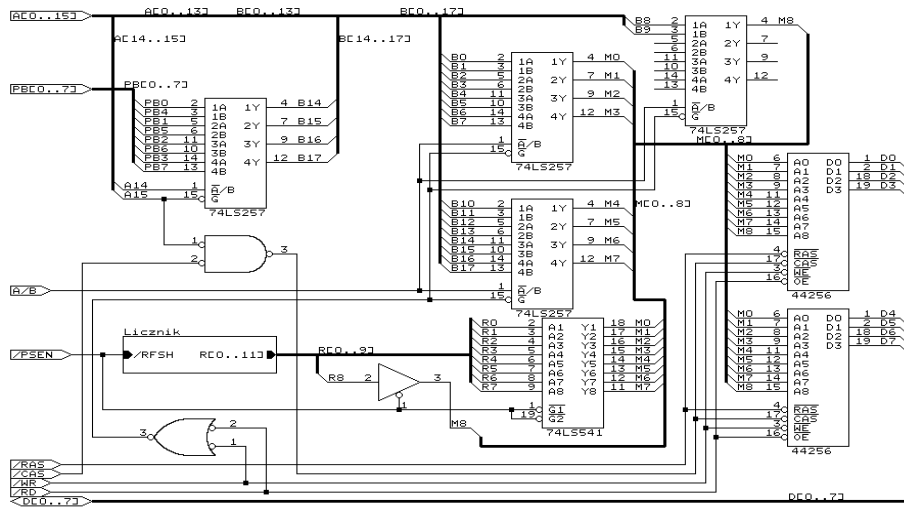 A[0..15]
A[0..13]
B[0..13]
B[0..17]
A[14..15]
B[14..17]
PB[0..7]
PB0 2 1A 1Y 4 B14
PB4 3 1B
PB1 5 2A 2Y 7 B15
PB5 6 2B
PB2 11 3A 3Y 9 B16
PB6 10 3B
PB3 14 4A 4Y 12 B17
PB7 13 4B
A14 1 A/B
A15 15 G
74LS257
B0 2 1A 1Y 4 M0
B1 3 1B
B2 5 2A 2Y 7 M1
B3 6 2B
B4 11 3A 3Y 9 M2
B5 10 3B
B6 14 4A 4Y 12 M3
B7 13 4B
1 A/B
15 G
74LS257
B8 2 1A 1Y 4 M8
B9 3 1B
5 2A 2Y 7
6 2B
11 3A 3Y 9
10 3B
14 4A 4Y 12
13 4B
1 A/B
15 G
74LS257
M[0..8]
B10 2 1A 1Y 4 M4
B11 3 1B
B12 5 2A 2Y 7 M5
B13 6 2B
B14 11 3A 3Y 9 M6
B15 10 3B
B16 14 4A 4Y 12 M7
B17 13 4B
1 A/B
15 G
74LS257
M[0..8]
M0 6 A0 D0 1 D0
M1 7 A1 D1 2 D1
M2 8 A2 D2 18 D2
M3 9 A3 D3 19 D3
M4 11 A4
M5 12 A5
M6 13 A6
M7 14 A7
M8 15 A8
4 RAS
17 CAS
3 WE
16 OE
44256
1
2
3
A/B
/PSEN
Licznik
/RFSH RC[0..11]
R[0..9]
R8 2 3
1
M8
R0 2 A1 Y1 18 M0
R1 3 A2 Y2 17 M1
R2 4 A3 Y3 16 M2
R3 5 A4 Y4 15 M3
R4 6 A5 Y5 14 M4
R5 7 A6 Y6 13 M5
R6 8 A7 Y7 12 M6
R7 9 A8 Y8 11 M7
1 G1
19 G2
74LS541
M0 6 A0 D0 1 D4
M1 7 A1 D1 2 D5
M2 8 A2 D2 18 D6
M3 9 A3 D3 19 D7
M4 11 A4
M5 12 A5
M6 13 A6
M7 14 A7
M8 15 A8
4 RAS
17 CAS
3 WE
16 OE
44256
3
2
1
/RAS
/CAS
/WR
/RD
D[0..7]
D[0..7]